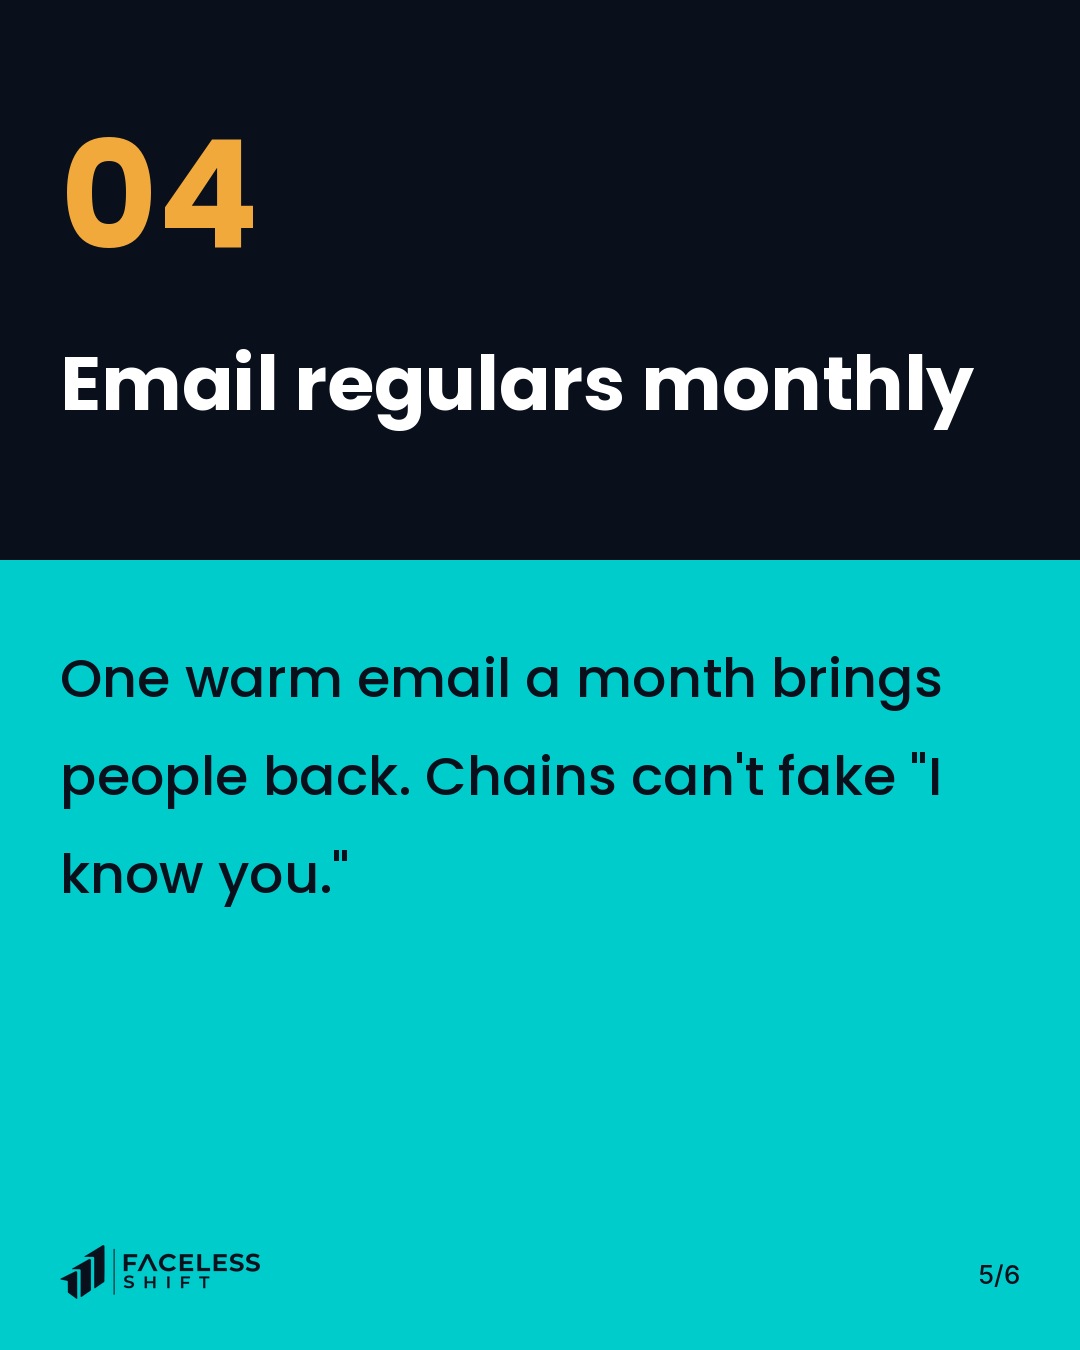 04
Email regulars monthly
One warm email a month brings
people back. Chains can't fake "I
know you."
FACELESS
SHIFT
5/6